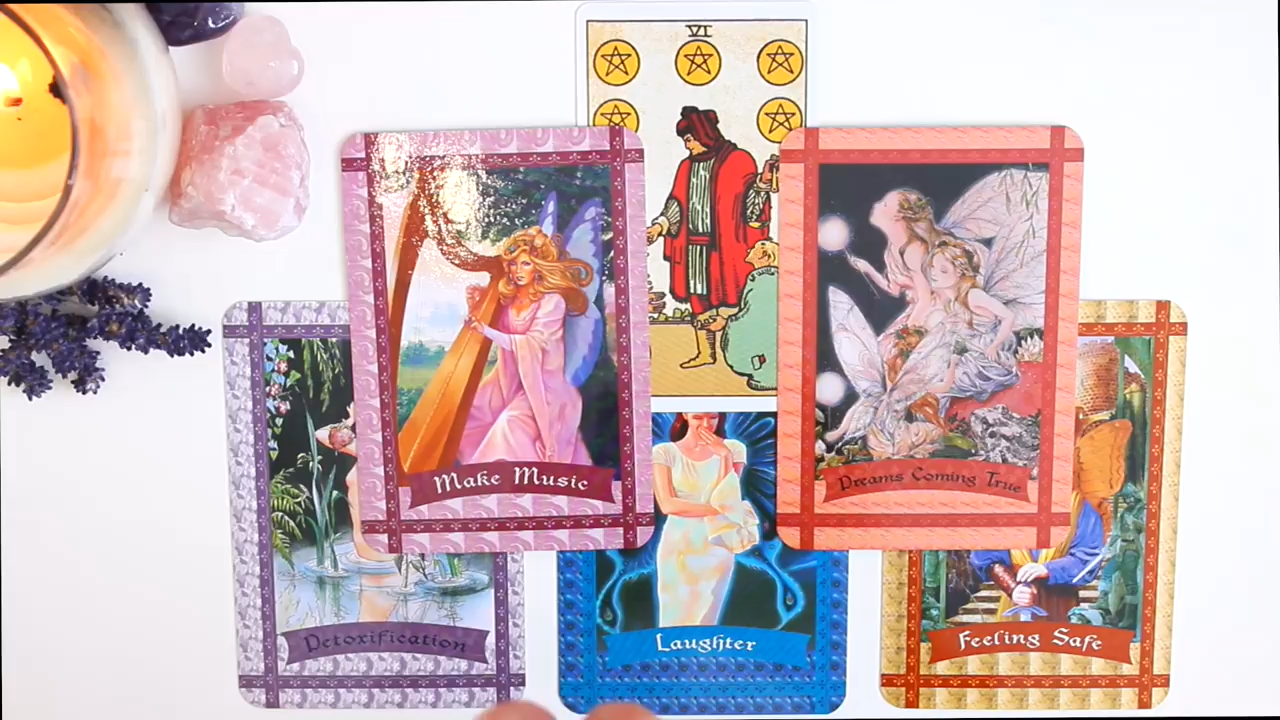 VI
Make Music
Dreams Coming True
Detoxification
Laughter
Feeling Safe